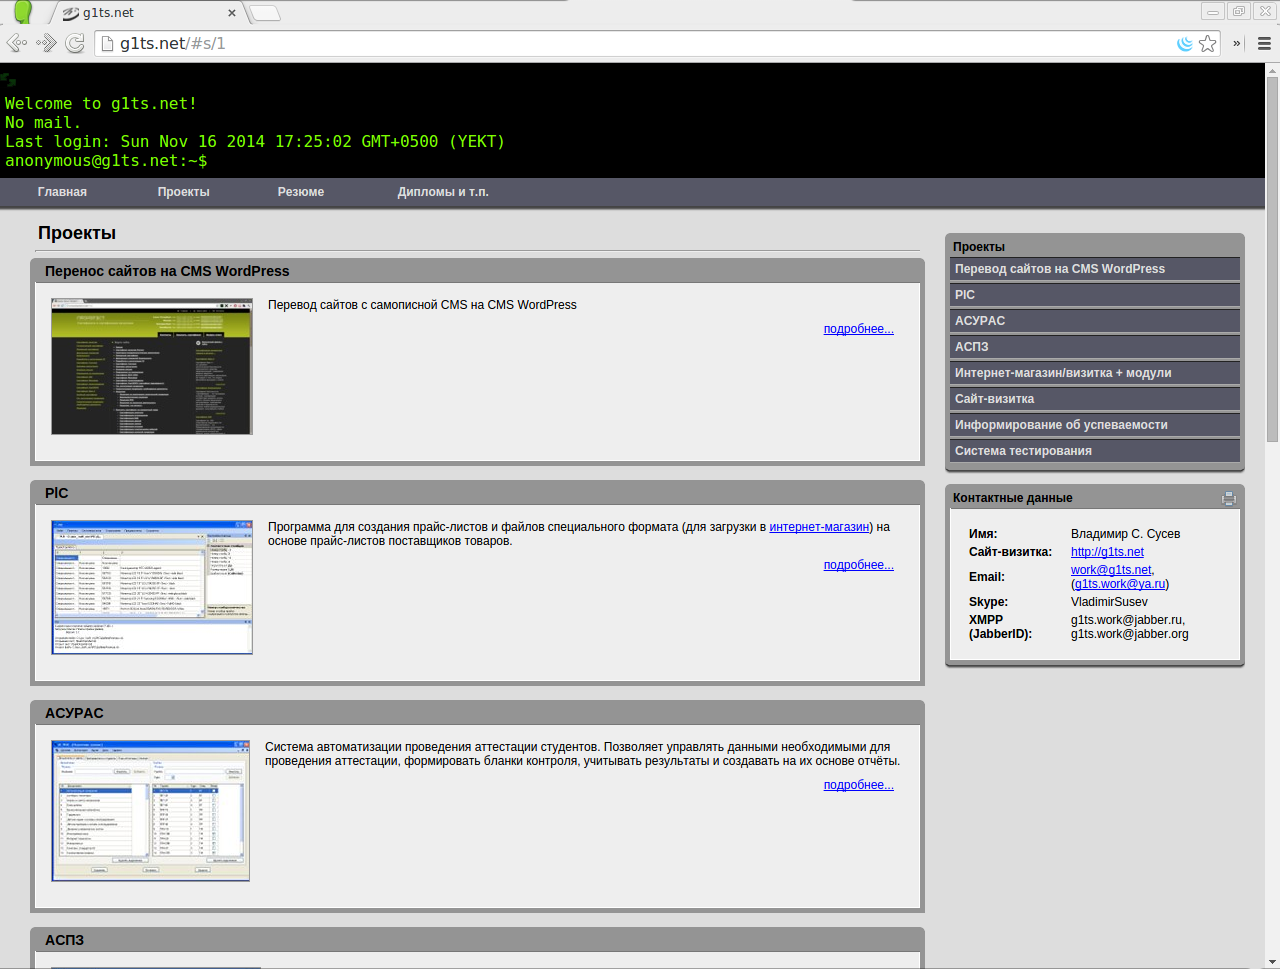 g1ts.net
g1ts.net/#s/1
Welcome to g1ts.net!
No mail.
Last login: Sun Nov 16 2014 17:25:02 GMT+0500 (YEKT)
anonymous@g1ts.net:~$
Главная Проекты Резюме Дипломы и т.п.
Проекты
Перенос сайтов на CMS WordPress
Перевод сайтов с самописной CMS на CMS WordPress
подробнее...
PIC
Программа для создания прайс-листов и файлов специального формата (для загрузки в интернет-магазин) на
основе прайс-листов поставщиков товаров.
подробнее...
АСУРАС
Система автоматизации проведения аттестации студентов. Позволяет управлять данными необходимыми для
проведения аттестации, формировать бланки контроля, учитывать результаты и создавать на их основе отчёты.
подробнее...
АСПЗ
Проекты
Перевод сайтов на CMS WordPress
PIC
АСУРАС
АСПЗ
Интернет-магазин/визитка + модули
Сайт-визитка
Информирование об успеваемости
Система тестирования
Контактные данные
Имя: Владимир С. Сусев
Сайт-визитка: http://g1ts.net
Email: work@g1ts.net,
(g1ts.work@ya.ru)
Skype: VladimirSusev
XMPP
(JabberID): g1ts.work@jabber.ru,
g1ts.work@jabber.org